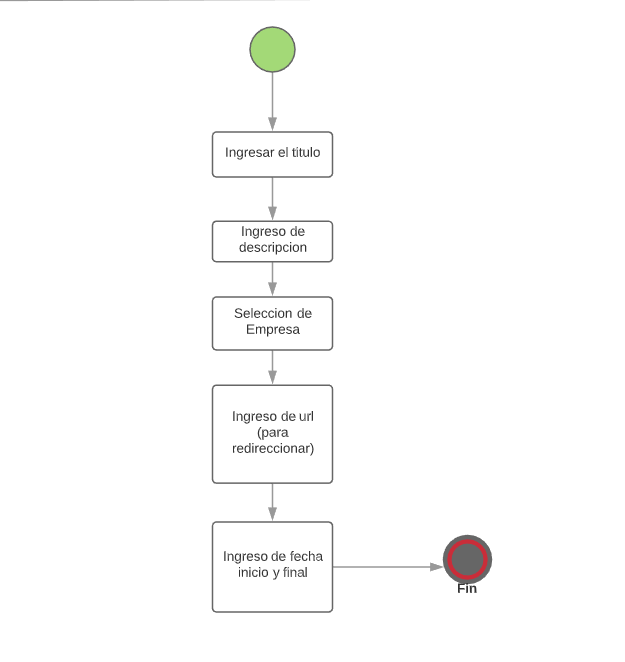 Ingresar el titulo
Ingreso de
descripcion
Seleccion de
Empresa
Ingreso de url
(para
redireccionar)
Ingreso de fecha
inicio y final
Fin